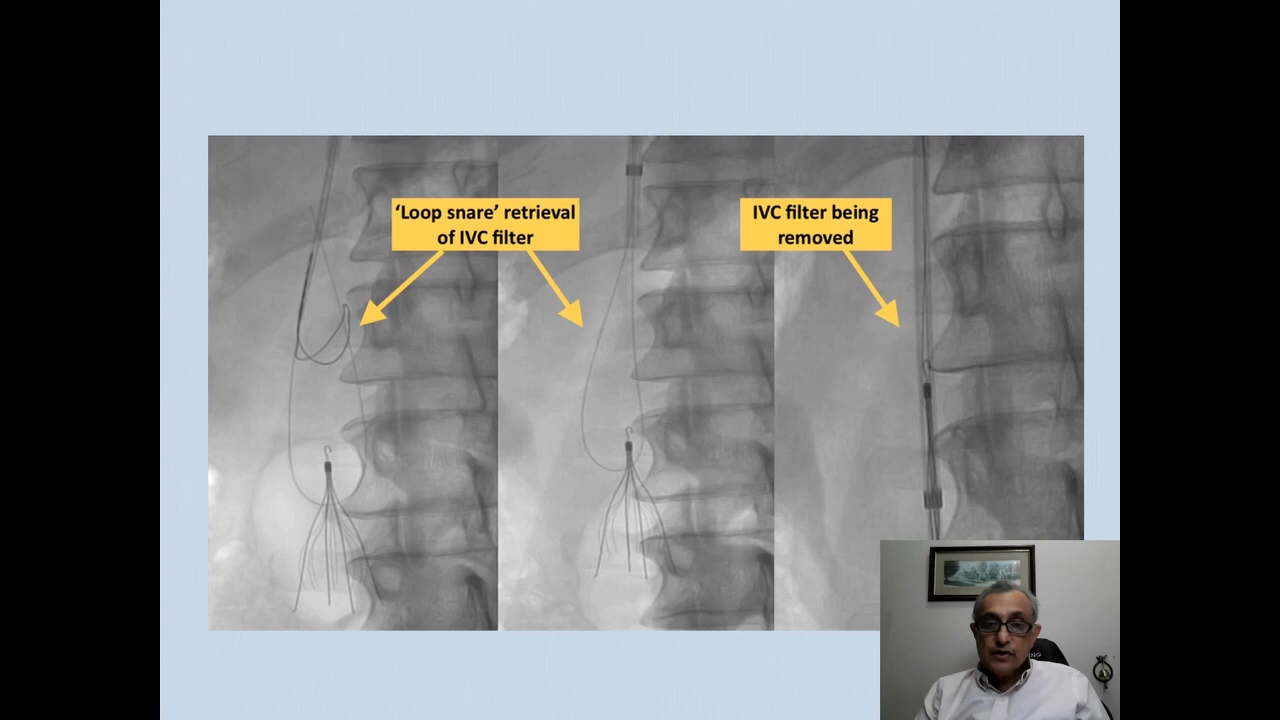 ‘Loop snare’ retrieval
of IVC filter
IVC filter being
removed